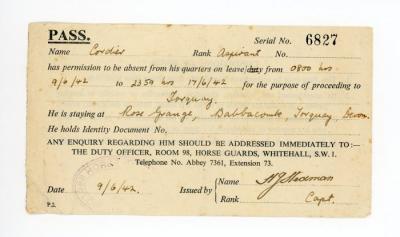 PASS.
Serial No. 6827
Name Cordier Rank Aspirant
has permission to be absent from his quarters on leave/duty from 0800 hrs
9/6/42 to 2359 hrs 17/6/42 for the purpose of proceeding to
Torquay.
He is staying at Rose Grange, Babbacombe, Torquay, Devon.
He holds Identity Document No.
ANY ENQUIRY REGARDING HIM SHOULD BE ADDRESSED IMMEDIATELY TO:—
THE DUTY OFFICER, ROOM 98, HORSE GUARDS, WHITEHALL, S.W.1.
Telephone No. Abbey 7361, Extension 73.
Date 9/6/42. Issued by Name
Rank Capt.